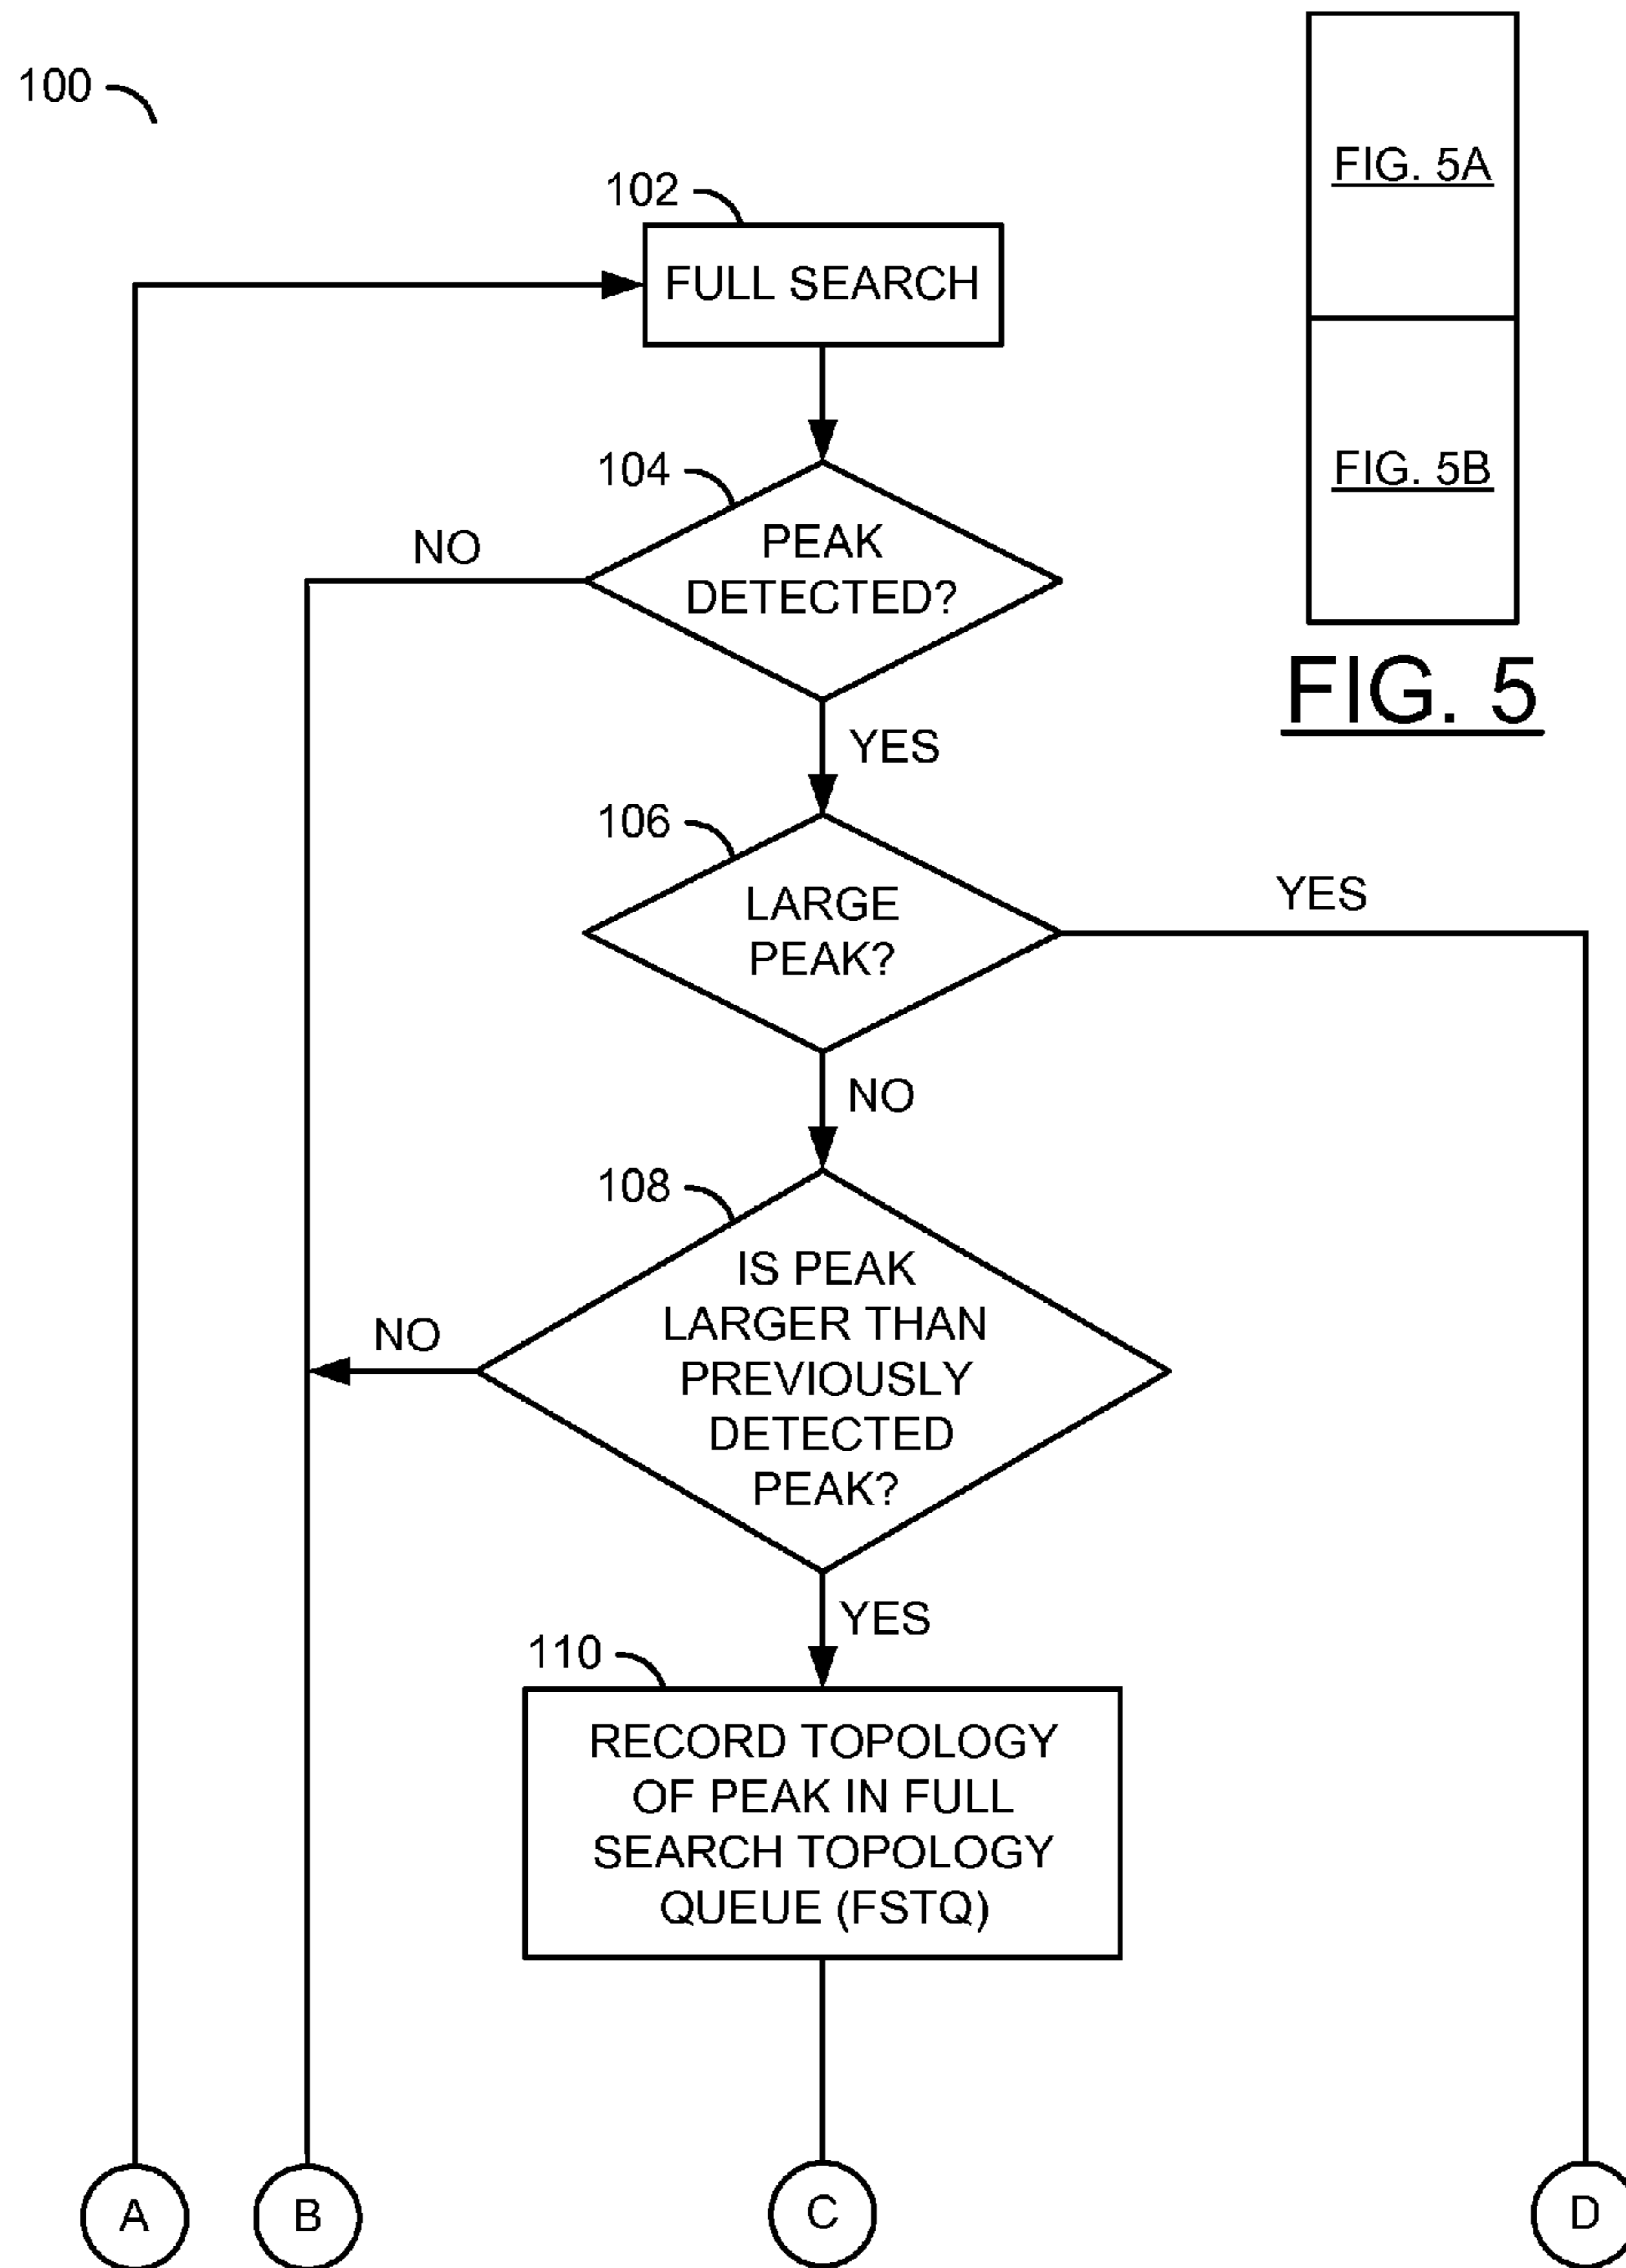 100
FIG. 5A
FIG. 5B
FIG. 5
102
FULL SEARCH
104
PEAK
DETECTED?
NO
YES
106
LARGE
PEAK?
YES
NO
108
IS PEAK
LARGER THAN
PREVIOUSLY
DETECTED
PEAK?
NO
YES
110
RECORD TOPOLOGY
OF PEAK IN FULL
SEARCH TOPOLOGY
QUEUE (FSTQ)
A
B
C
D